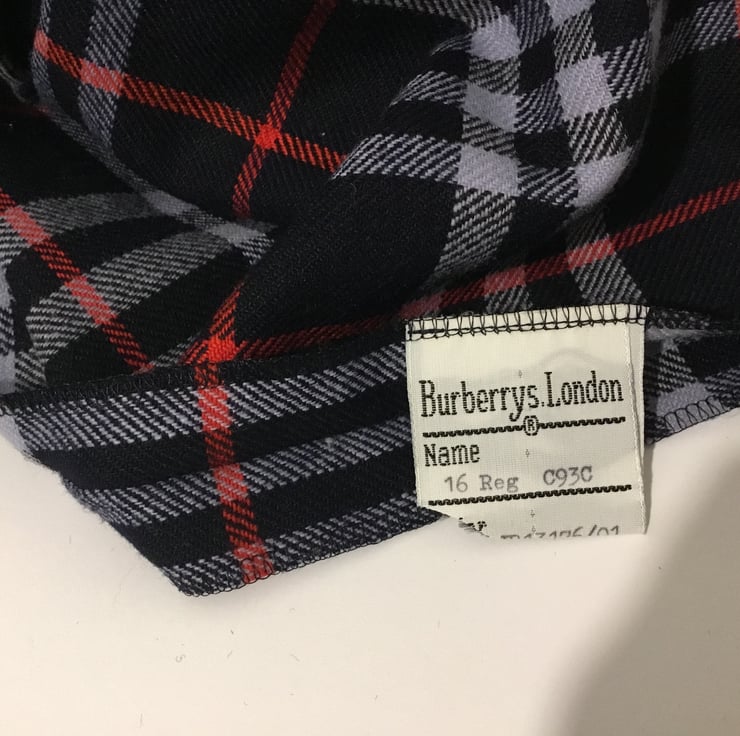 Burberrys.London
®
Name
16 Reg C93C